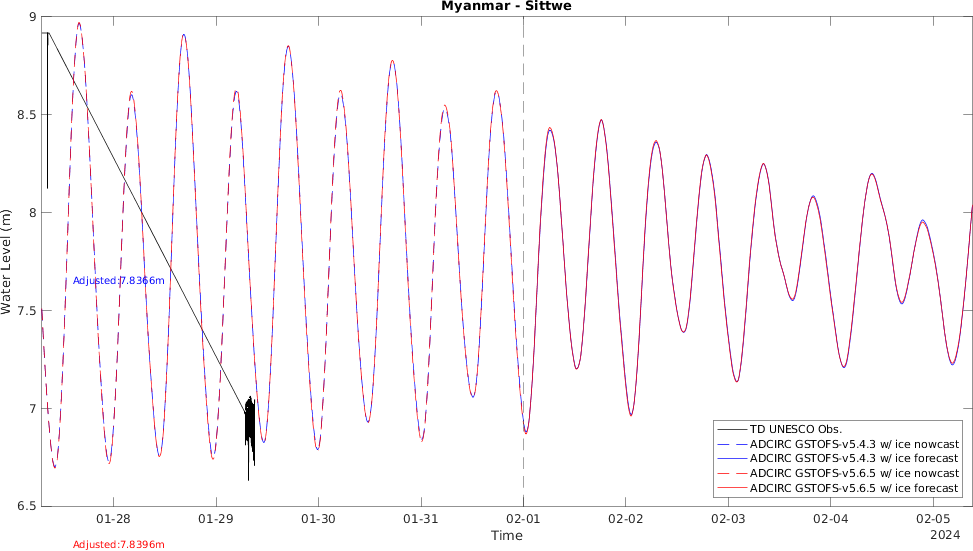 Myanmar - Sittwe
9
8.5
8
7.5
7
6.5
Water Level (m)
Adjusted:7.8366m
TD UNESCO Obs.
ADCIRC GSTOFS-v5.4.3 w/ ice nowcast
ADCIRC GSTOFS-v5.4.3 w/ ice forecast
ADCIRC GSTOFS-v5.6.5 w/ ice nowcast
ADCIRC GSTOFS-v5.6.5 w/ ice forecast
01-28 01-29 01-30 01-31 02-01 02-02 02-03 02-04 02-05
Time
2024
Adjusted:7.8396m